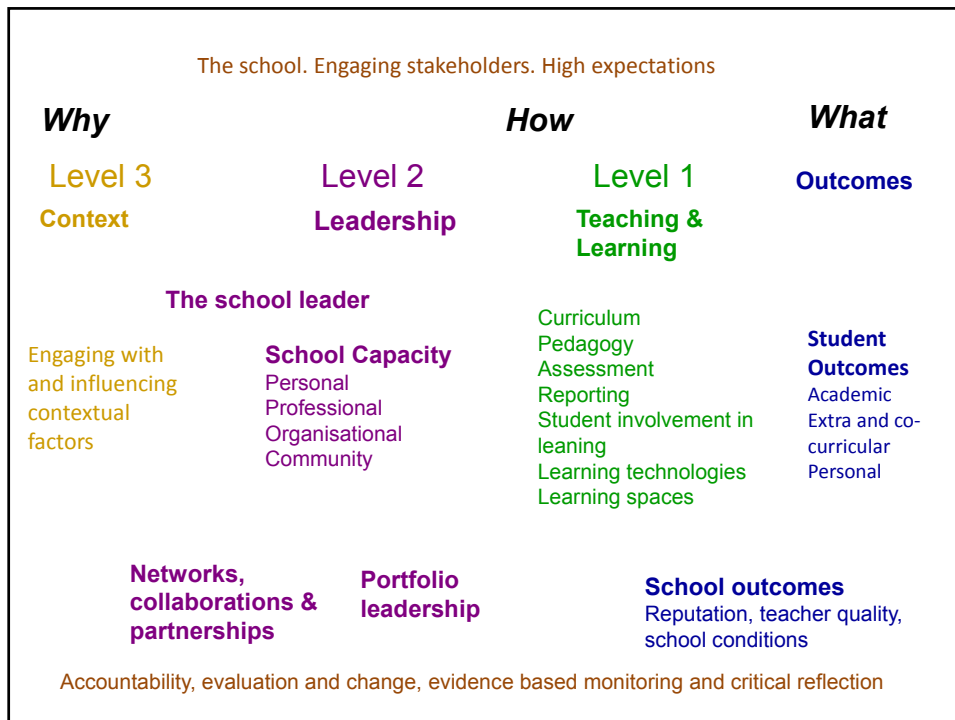 The school. Engaging stakeholders. High expectations
Why
How
What
Level 3
Level 2
Level 1
Outcomes
Context
Leadership
Teaching &
Learning
The school leader
Engaging with
and influencing
contextual
factors
School Capacity
Personal
Professional
Organisational
Community
Curriculum
Pedagogy
Assessment
Reporting
Student involvement in
leaning
Learning technologies
Learning spaces
Student
Outcomes
Academic
Extra and co-
curricular
Personal
Networks,
collaborations &
partnerships
Portfolio
leadership
School outcomes
Reputation, teacher quality,
school conditions
Accountability, evaluation and change, evidence based monitoring and critical reflection